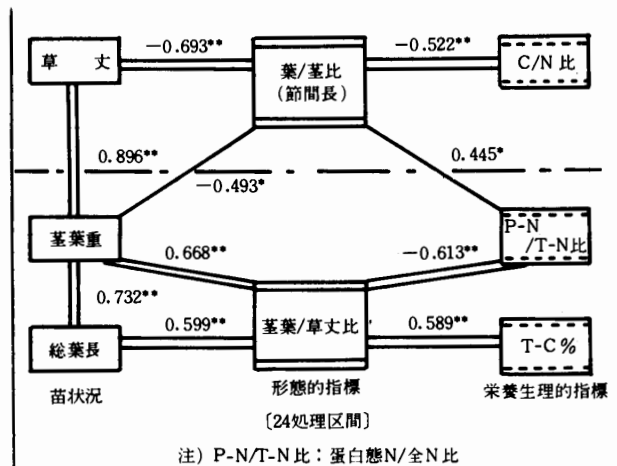 草 丈
−0.693**
葉/茎比
(節間長)
−0.522**
C/N 比
0.896**
−0.493*
0.445*
茎葉重
0.668**
−0.613**
P-N
/T-N比
0.732**
総葉長
0.599**
茎葉/草丈比
0.589**
T-C%
苗状況
形態的指標
栄養生理的指標
〔24処理区間〕
注) P-N/T-N比：蛋白態N/全N比